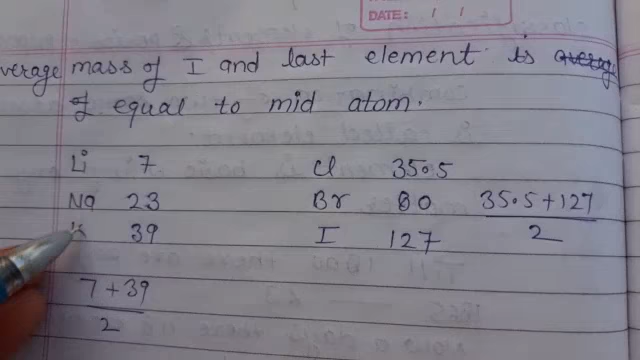 DATE: / /
verage mass of I and last element is averag
of equal to mid atom.
Li 7 Cl 35.5
Na 23 Br 80 35.5+127
K 39 I 127 2
7+39
2